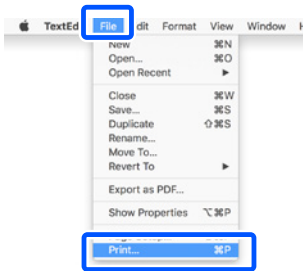 TextEd File dit Format View Window
New ⌘N
Open... ⌘O
Open Recent ▶
Close ⌘W
Save... ⌘S
Duplicate ⇧⌘S
Rename...
Move To...
Revert To ▶
Export as PDF...
Show Properties ⌥⌘P
Print... ⌘P